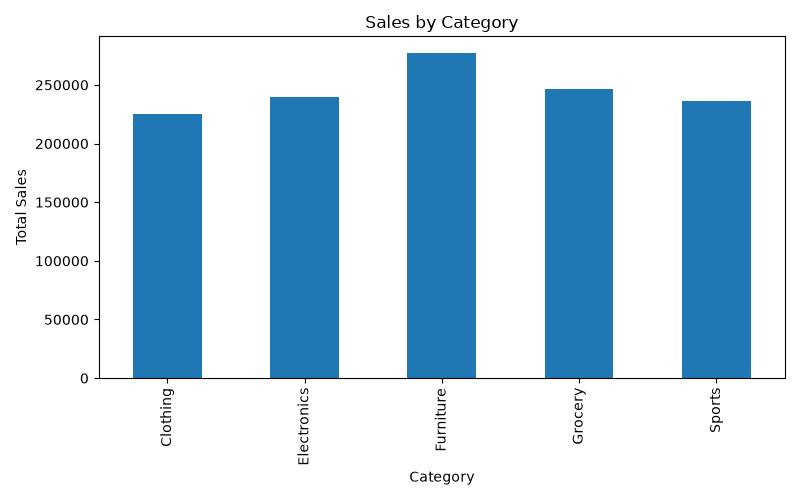 Sales by Category
Total Sales
250000
200000
150000
100000
50000
0
Clothing
Electronics
Furniture
Grocery
Sports
Category